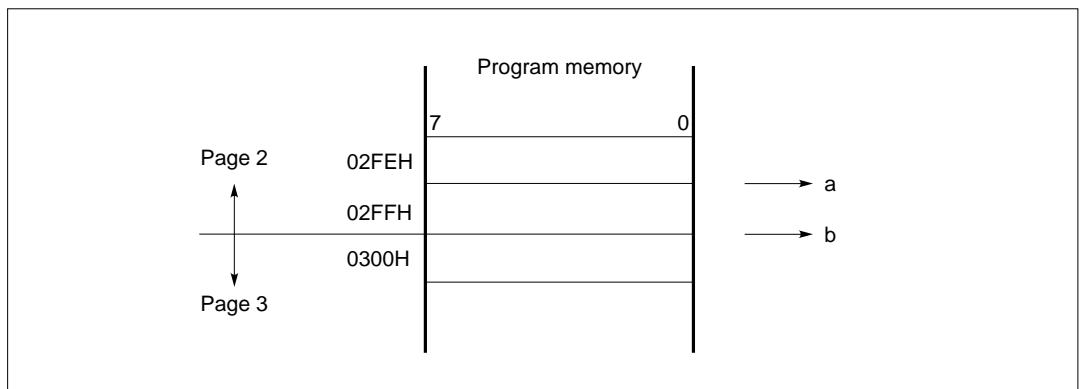 Program memory
7 0
Page 2
02FEH
a
02FFH
b
0300H
Page 3